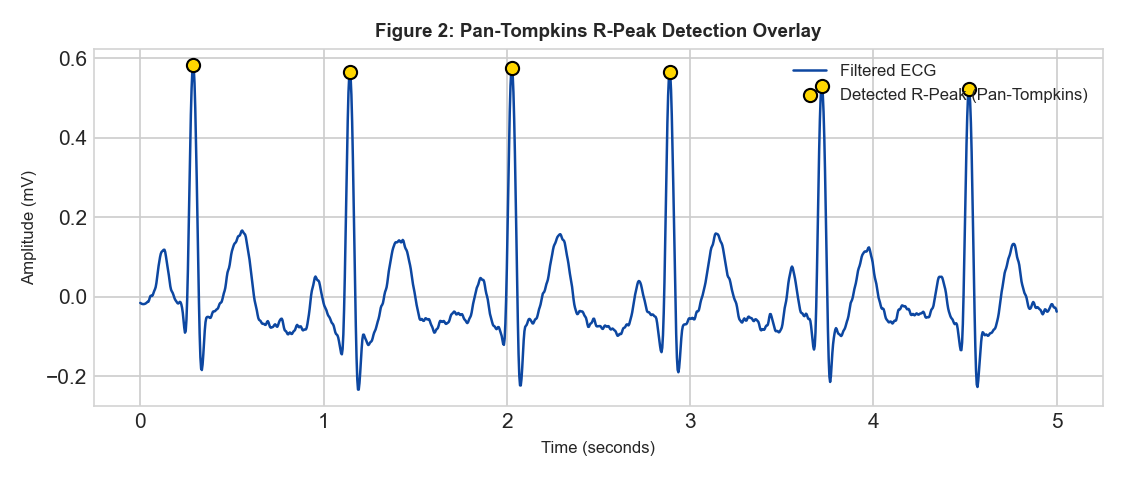 Figure 2: Pan-Tompkins R-Peak Detection Overlay
Filtered ECG
Detected R-Peak (Pan-Tompkins)
Amplitude (mV)
0.6
0.4
0.2
0.0
−0.2
0 1 2 3 4 5
Time (seconds)